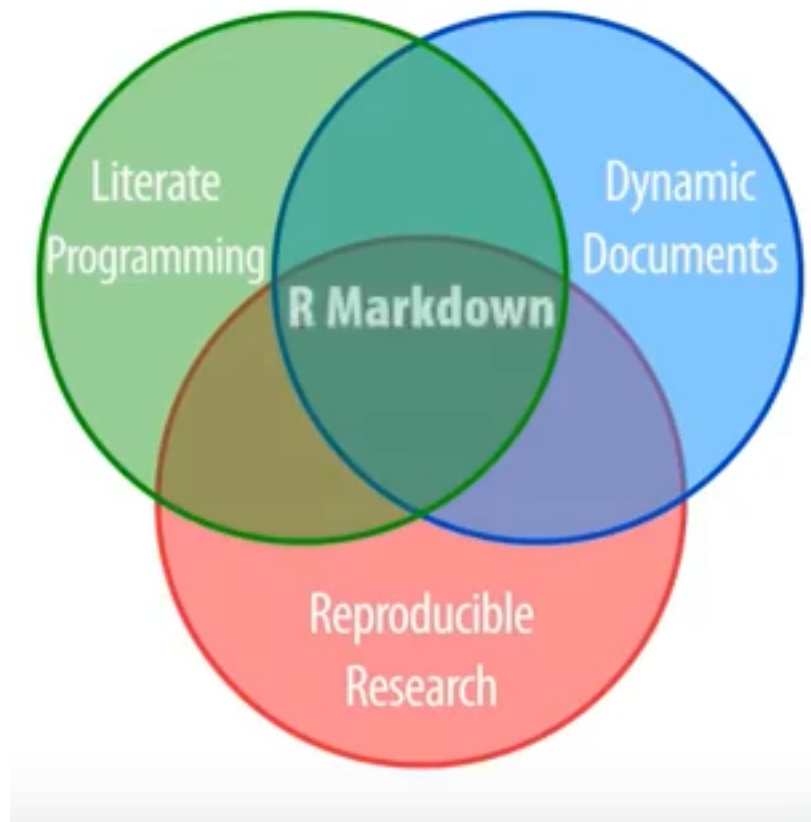 Literate
Programming
Dynamic
Documents
R Markdown
Reproducible
Research